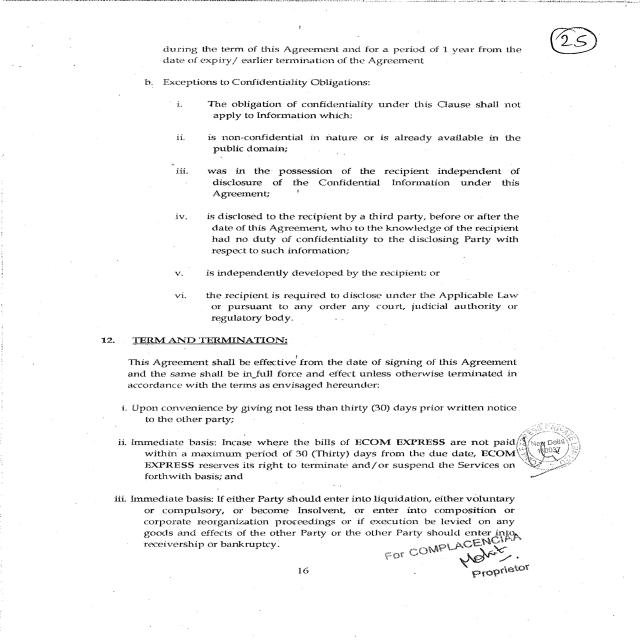 25
during the term of this Agreement and for a period of 1 year from the
date of expiry/ earlier termination of the Agreement
b. Exceptions to Confidentiality Obligations:
i. The obligation of confidentiality under this Clause shall not
apply to Information which:
ii. is non-confidential in nature or is already available in the
public domain;
iii. was in the possession of the recipient independent of
disclosure of the Confidential Information under this
Agreement;
iv. is disclosed to the recipient by a third party, before or after the
date of this Agreement, who to the knowledge of the recipient
had no duty of confidentiality to the disclosing Party with
respect to such information;
v. is independently developed by the recipient; or
vi. the recipient is required to disclose under the Applicable Law
or pursuant to any order any court, judicial authority or
regulatory body.
12. TERM AND TERMINATION:
This Agreement shall be effective from the date of signing of this Agreement
and the same shall be in full force and effect unless otherwise terminated in
accordance with the terms as envisaged hereunder:
i. Upon convenience by giving not less than thirty (30) days prior written notice
to the other party;
ii. Immediate basis: Incase where the bills of ECOM EXPRESS are not paid
within a maximum period of 30 (Thirty) days from the due date, ECOM
EXPRESS reserves its right to terminate and/or suspend the Services on
forthwith basis; and
New Delhi
iii. Immediate basis: If either Party should enter into liquidation, either voluntary
or compulsory, or become Insolvent, or enter into composition or
corporate reorganization proceedings or if execution be levied on any
goods and effects of the other Party or the other Party should enter into
receivership or bankruptcy.
For COMPLACENCIAA
Proprietor
16